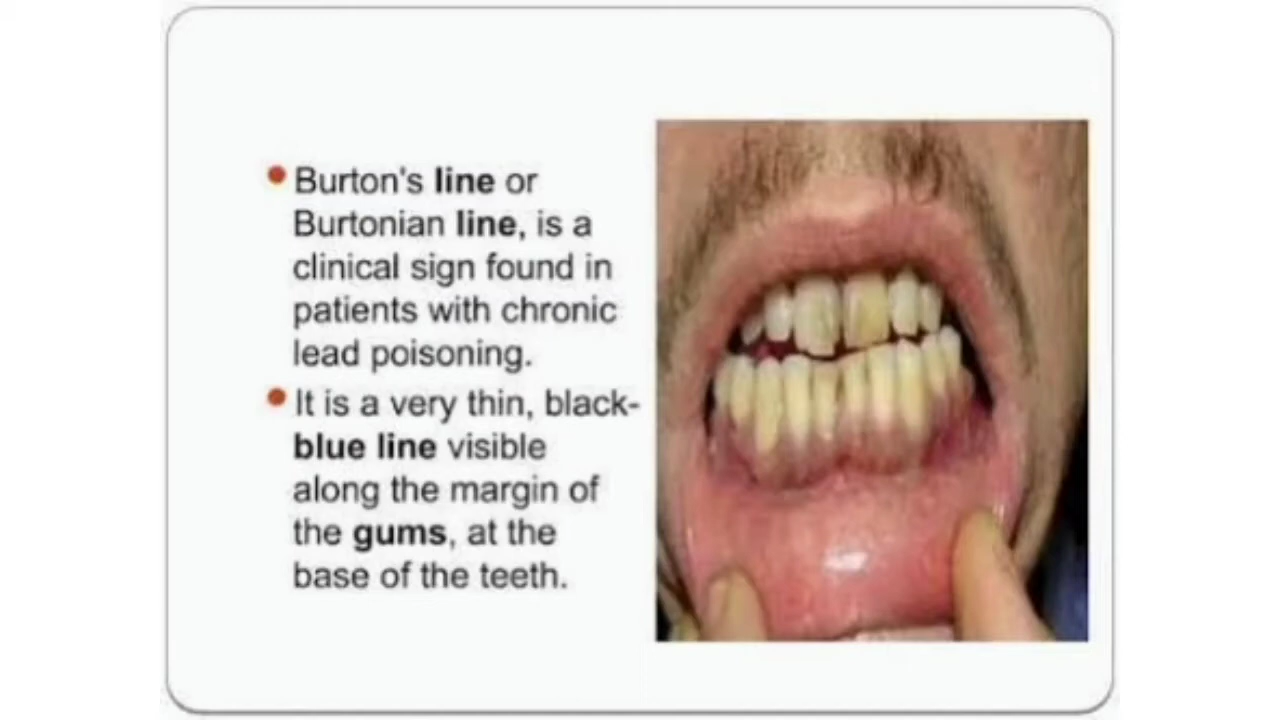 Burton's line or
Burtonian line, is a
clinical sign found in
patients with chronic
lead poisoning.
It is a very thin, black-
blue line visible
along the margin of
the gums, at the
base of the teeth.